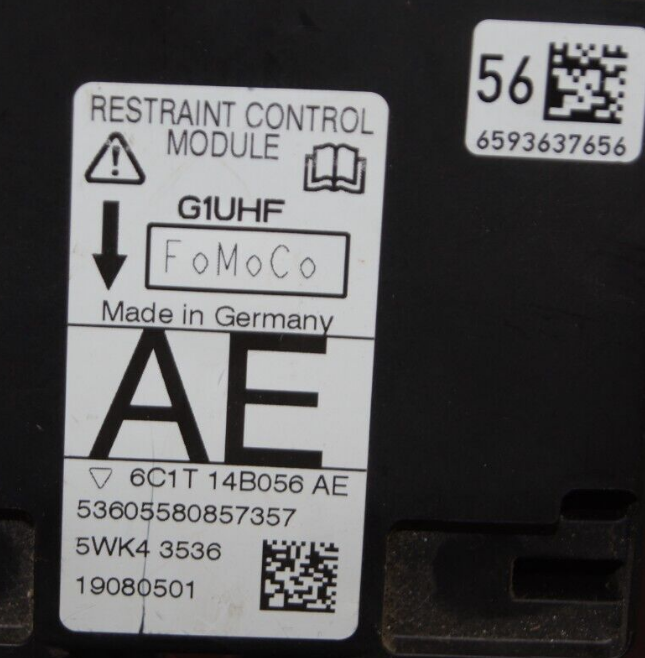 56
6593637656
RESTRAINT CONTROL
MODULE
G1UHF
FoMoCo
Made in Germany
AE
6C1T 14B056 AE
53605580857357
5WK4 3536
19080501